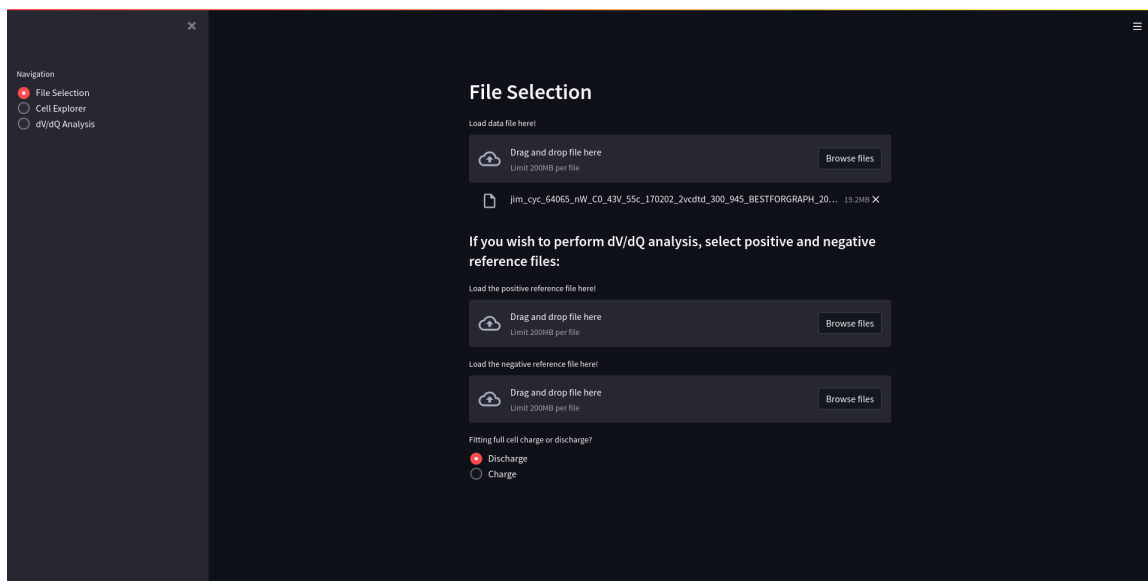 Navigation
File Selection
Cell Explorer
dV/dQ Analysis
File Selection
Load data file here!
Drag and drop file here
Limit 200MB per file
Browse files
jim_cyc_64065_nW_C0_43V_55c_170202_2vcdtd_300_945_BESTFORGRAPH_20... 19.2MB
If you wish to perform dV/dQ analysis, select positive and negative
reference files:
Load the positive reference file here!
Drag and drop file here
Limit 200MB per file
Browse files
Load the negative reference file here!
Drag and drop file here
Limit 200MB per file
Browse files
Fitting full cell charge or discharge?
Discharge
Charge